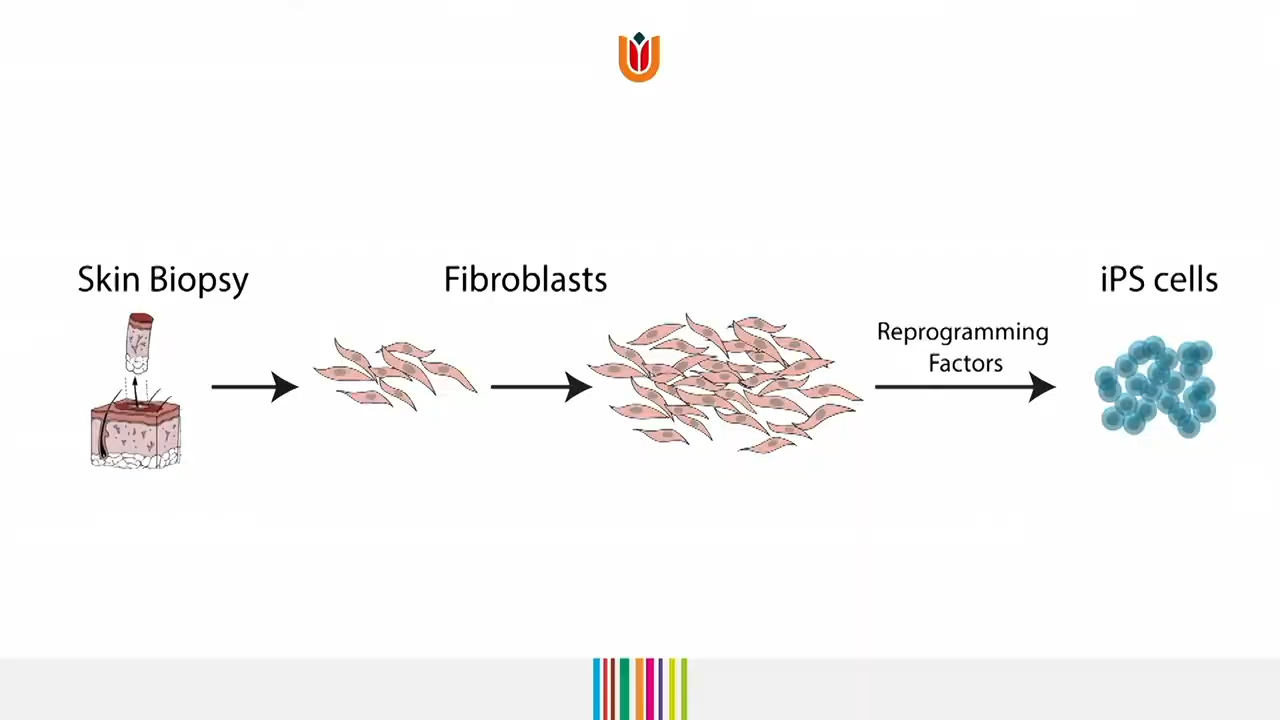 Skin Biopsy
Fibroblasts
Reprogramming
Factors
iPS cells